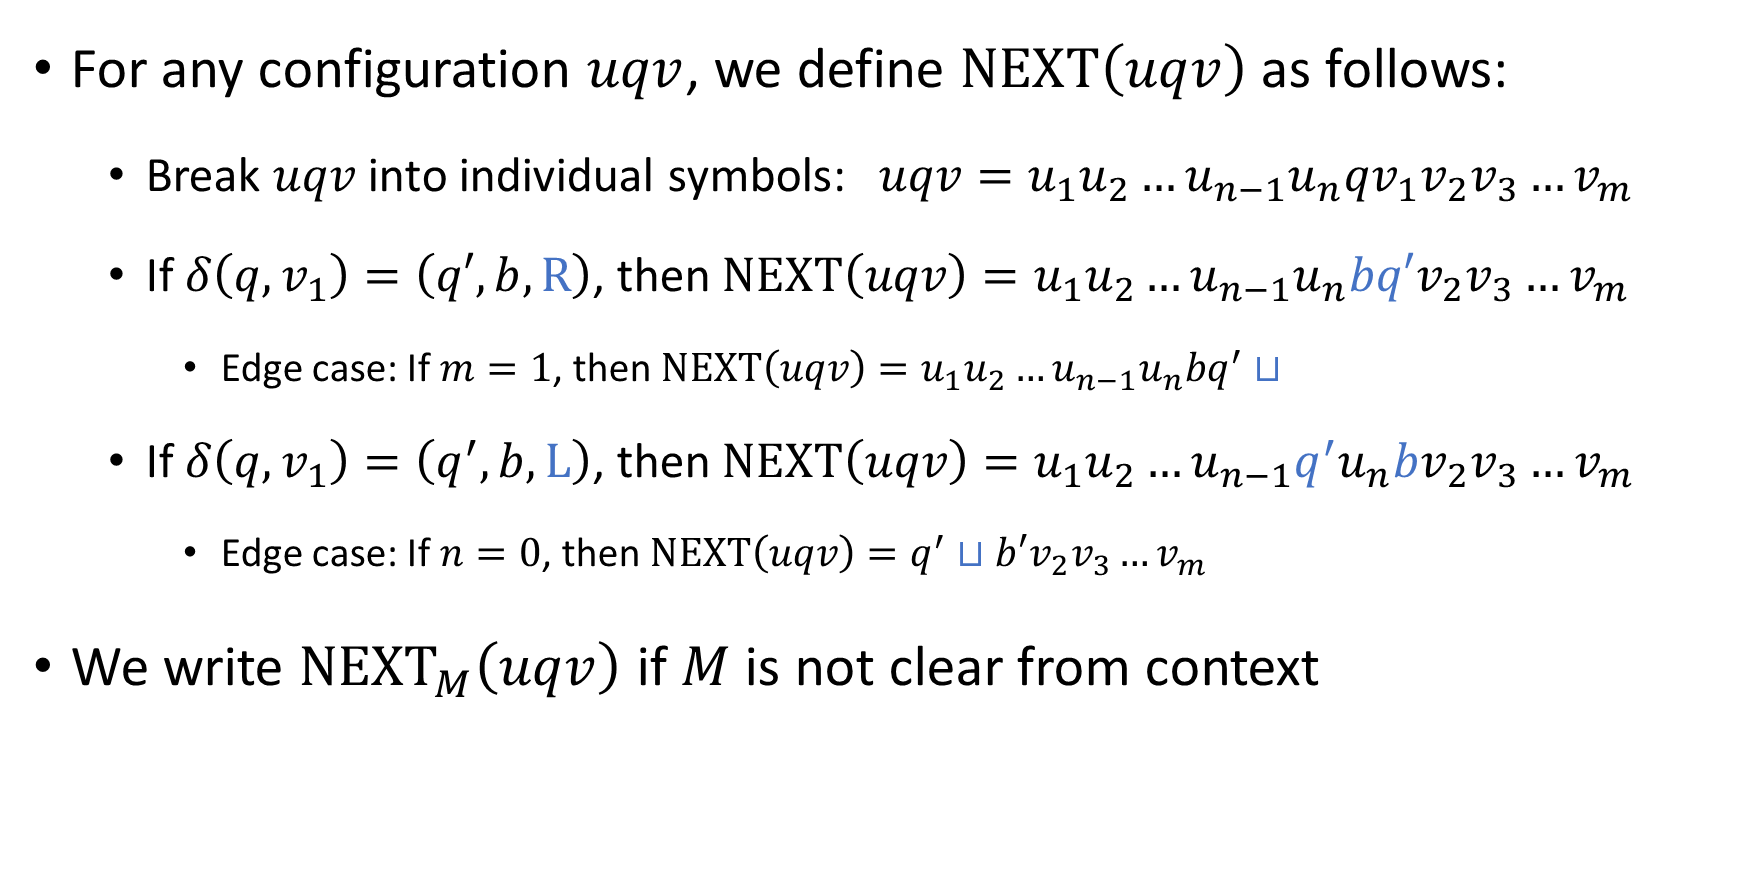 • For any configuration 𝑢𝑞𝑣, we define NEXT(𝑢𝑞𝑣) as follows:
• Break 𝑢𝑞𝑣 into individual symbols: 𝑢𝑞𝑣 = 𝑢₁𝑢₂ … 𝑢ₙ₋₁𝑢ₙ𝑞𝑣₁𝑣₂𝑣₃ … 𝑣ₘ
• If 𝛿(𝑞, 𝑣₁) = (𝑞′, 𝑏, R), then NEXT(𝑢𝑞𝑣) = 𝑢₁𝑢₂ … 𝑢ₙ₋₁𝑢ₙ𝑏𝑞′𝑣₂𝑣₃ … 𝑣ₘ
• Edge case: If 𝑚 = 1, then NEXT(𝑢𝑞𝑣) = 𝑢₁𝑢₂ … 𝑢ₙ₋₁𝑢ₙ𝑏𝑞′ ⊔
• If 𝛿(𝑞, 𝑣₁) = (𝑞′, 𝑏, L), then NEXT(𝑢𝑞𝑣) = 𝑢₁𝑢₂ … 𝑢ₙ₋₁𝑞′𝑢ₙ𝑏𝑣₂𝑣₃ … 𝑣ₘ
• Edge case: If 𝑛 = 0, then NEXT(𝑢𝑞𝑣) = 𝑞′ ⊔ 𝑏′𝑣₂𝑣₃ … 𝑣ₘ
• We write NEXT_𝑀(𝑢𝑞𝑣) if 𝑀 is not clear from context